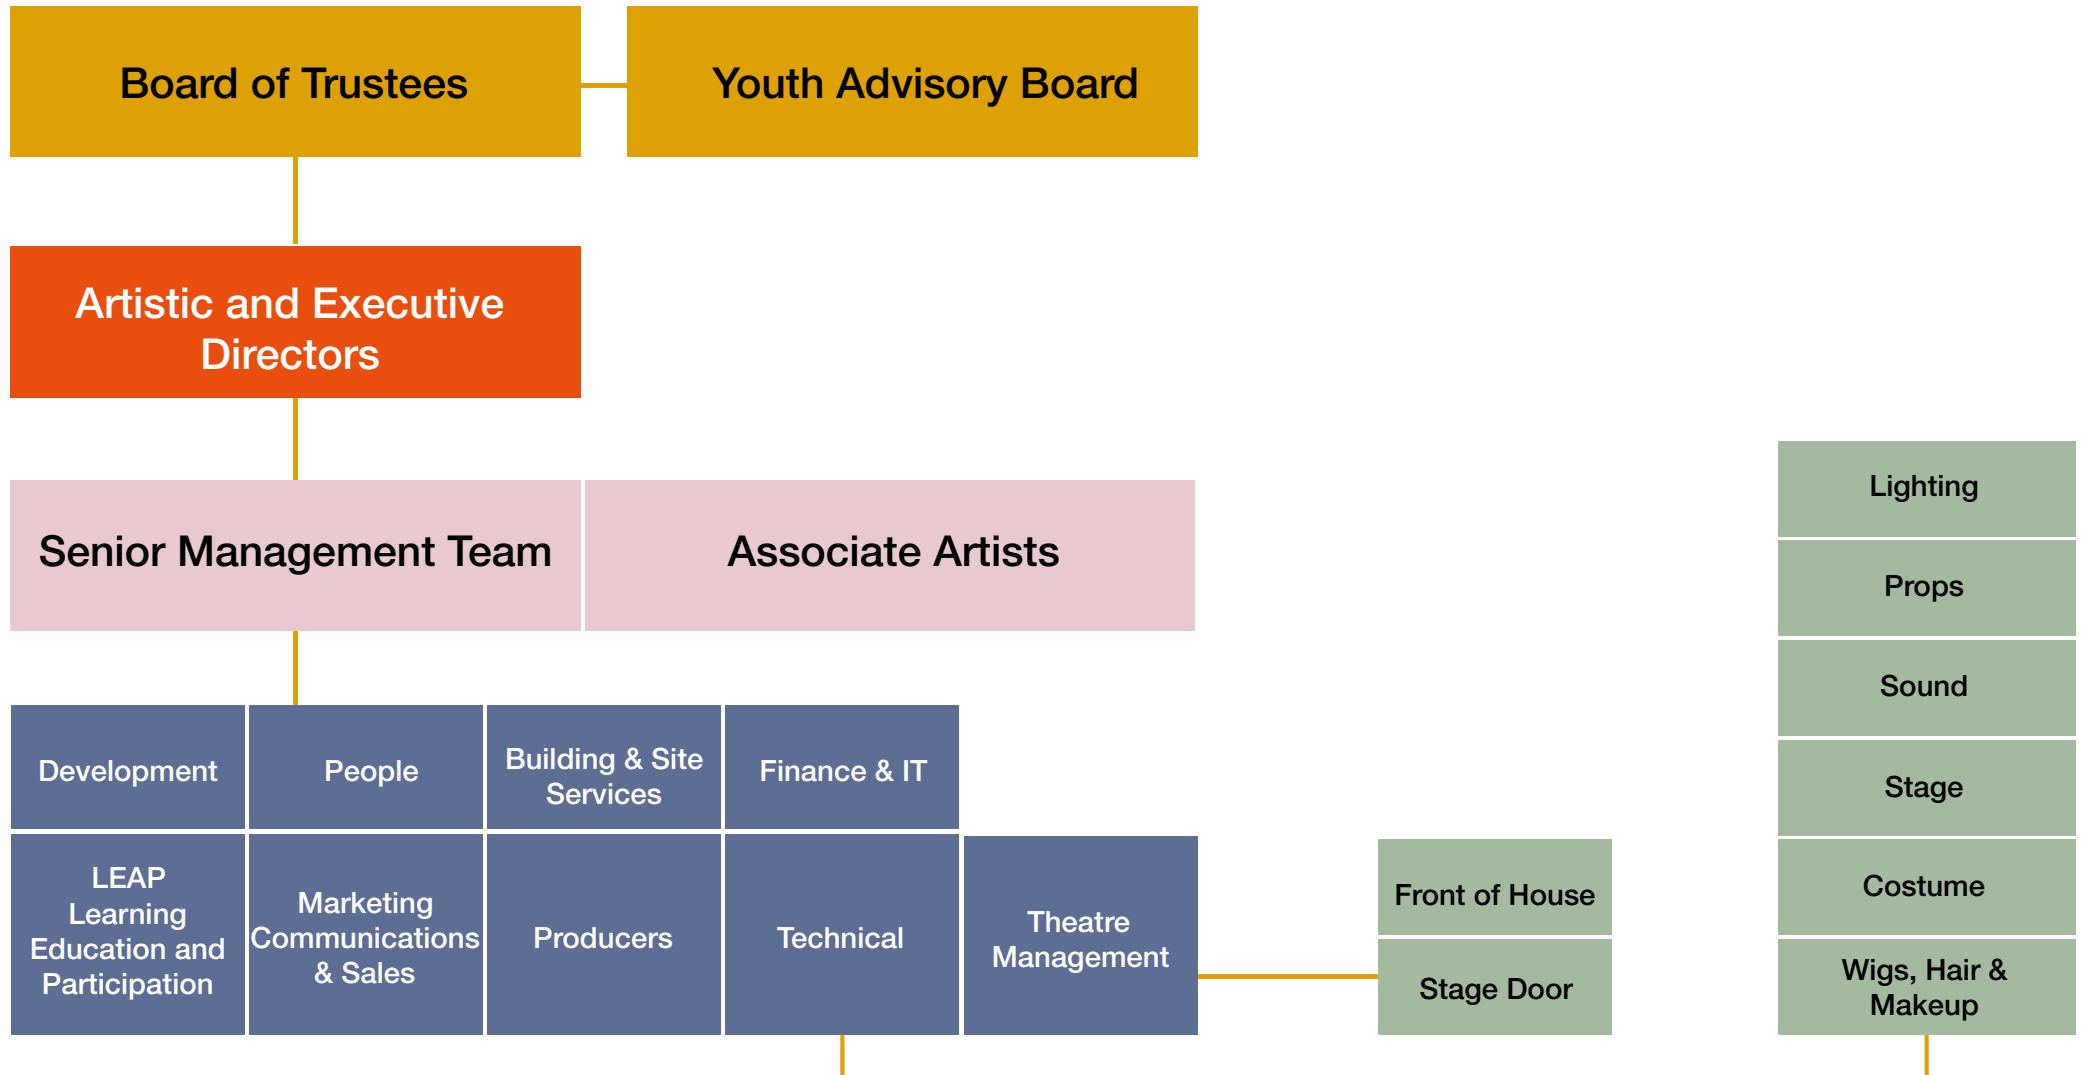 Board of Trustees
Youth Advisory Board
Artistic and Executive
Directors
Senior Management Team
Associate Artists
Development
People
Building & Site
Services
Finance & IT
LEAP
Learning
Education and
Participation
Marketing
Communications
& Sales
Producers
Technical
Theatre
Management
Front of House
Stage Door
Lighting
Props
Sound
Stage
Costume
Wigs, Hair &
Makeup